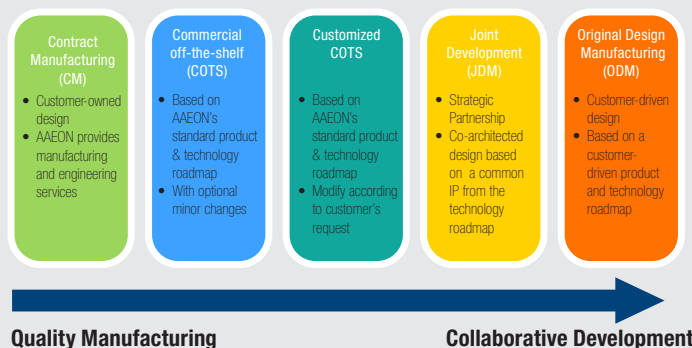 Contract
Manufacturing
(CM)
• Customer-owned
design
• AAEON provides
manufacturing
and engineering
services
Commercial
off-the-shelf
(COTS)
• Based on
AAEON's
standard product
& technology
roadmap
• With optional
minor changes
Customized
COTS
• Based on
AAEON's
standard product
& technology
roadmap
• Modify according
to customer's
request
Joint
Development
(JDM)
• Strategic
Partnership
• Co-architected
design based
on a common
IP from the
technology
roadmap
Original Design
Manufacturing
(ODM)
• Customer-driven
design
• Based on a
customer-
driven product
and technology
roadmap
Quality Manufacturing
Collaborative Development